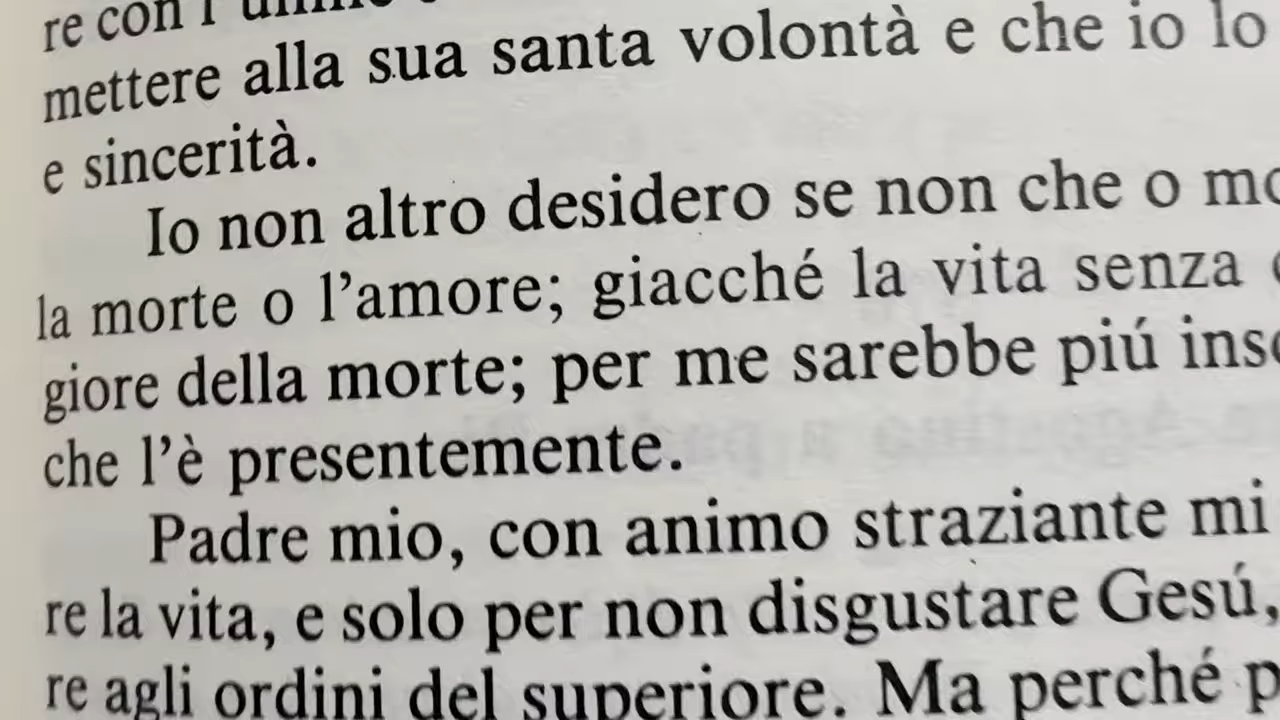 re con l'
mettere alla sua santa volontà e che io lo
e sincerità.
Io non altro desidero se non che o
la morte o l'amore; giacché la vita senza
giore della morte; per me sarebbe piú
che l'è presentemente.
Padre mio, con animo straziante mi
re la vita, e solo per non disgustare Gesú,
re agli ordini del superiore. Ma perché